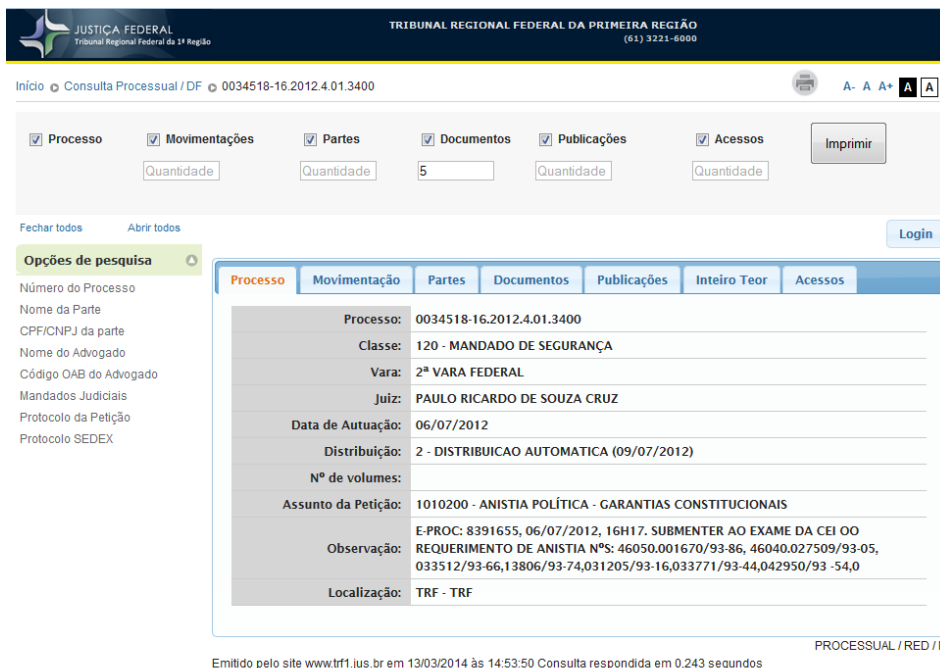 JUSTIÇA FEDERAL
Tribunal Regional Federal da 1ª Região
TRIBUNAL REGIONAL FEDERAL DA PRIMEIRA REGIÃO
(61) 3221-6000
Início Consulta Processual / DF 0034518-16.2012.4.01.3400
A- A A+ A A
Processo Movimentações Partes Documentos Publicações Acessos Imprimir
Quantidade Quantidade 5 Quantidade Quantidade
Fechar todos Abrir todos
Login
Opções de pesquisa
Número do Processo
Nome da Parte
CPF/CNPJ da parte
Nome do Advogado
Código OAB do Advogado
Mandados Judiciais
Protocolo da Petição
Protocolo SEDEX
Processo Movimentação Partes Documentos Publicações Inteiro Teor Acessos
Processo: 0034518-16.2012.4.01.3400
Classe: 120 - MANDADO DE SEGURANÇA
Vara: 2ª VARA FEDERAL
Juiz: PAULO RICARDO DE SOUZA CRUZ
Data de Autuação: 06/07/2012
Distribuição: 2 - DISTRIBUICAO AUTOMATICA (09/07/2012)
Nº de volumes:
Assunto da Petição: 1010200 - ANISTIA POLÍTICA - GARANTIAS CONSTITUCIONAIS
Observação: E-PROC: 8391655, 06/07/2012, 16H17. SUBMENTER AO EXAME DA CEI OO
REQUERIMENTO DE ANISTIA NºS: 46050.001670/93-86, 46040.027509/93-05,
033512/93-66,13806/93-74,031205/93-16,033771/93-44,042950/93 -54,0
Localização: TRF - TRF
PROCESSUAL / RED /
Emitido pelo site www.trf1.jus.br em 13/03/2014 às 14:53:50 Consulta respondida em 0.243 segundos